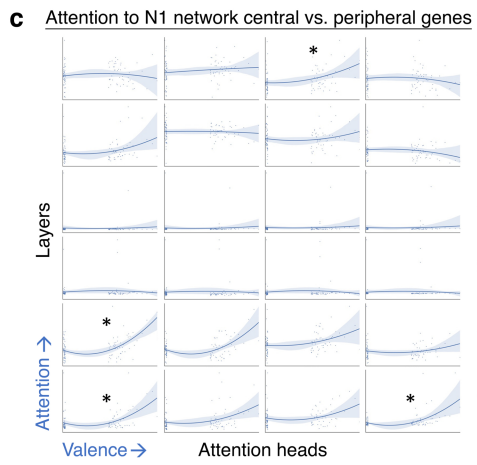 c Attention to N1 network central vs. peripheral genes
*
Layers
*
Attention →
* *
Valence → Attention heads